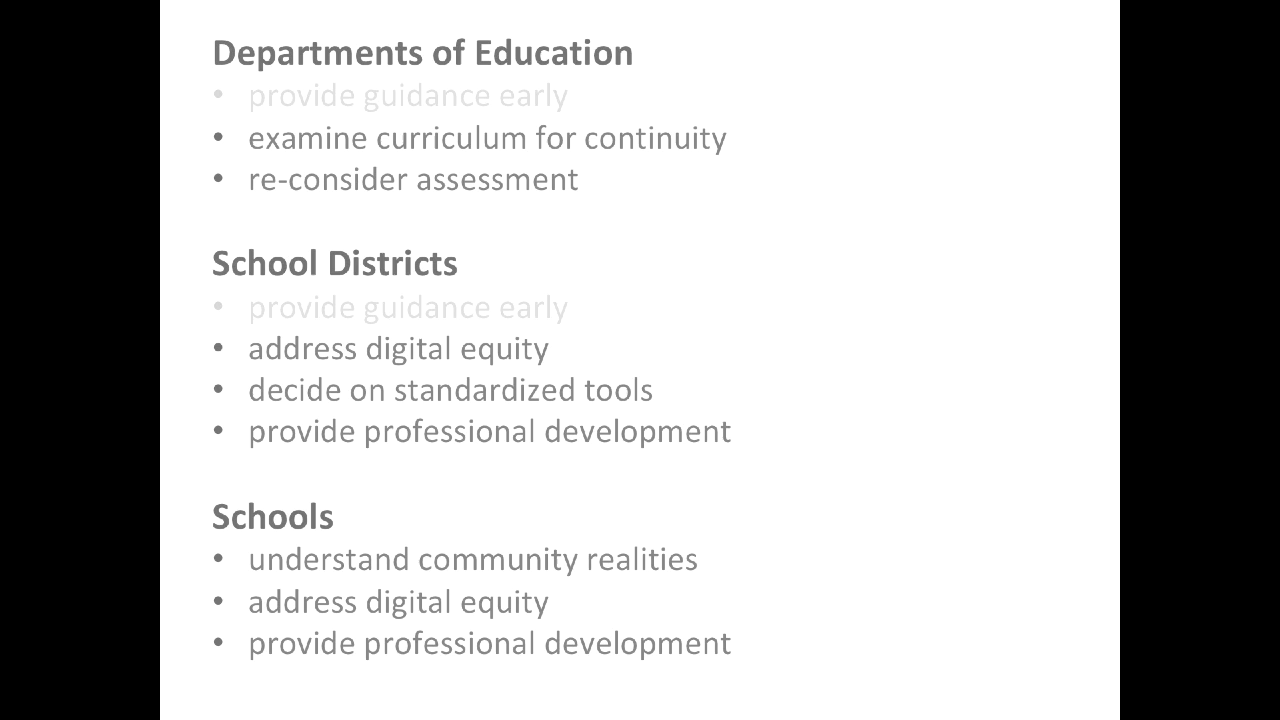 Departments of Education
• provide guidance early
• examine curriculum for continuity
• re-consider assessment
School Districts
• provide guidance early
• address digital equity
• decide on standardized tools
• provide professional development
Schools
• understand community realities
• address digital equity
• provide professional development